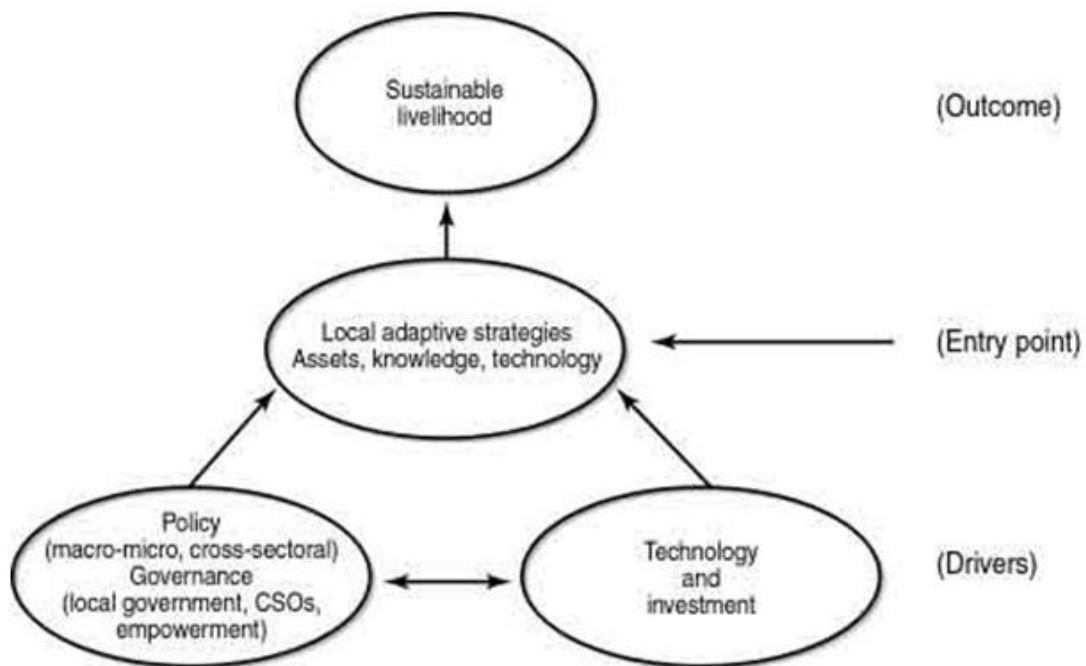 Sustainable
livelihood
(Outcome)
Local adaptive strategies
Assets, knowledge, technology
(Entry point)
Policy
(macro-micro, cross-sectoral)
Governance
(local government, CSOs,
empowerment)
Technology
and
investment
(Drivers)